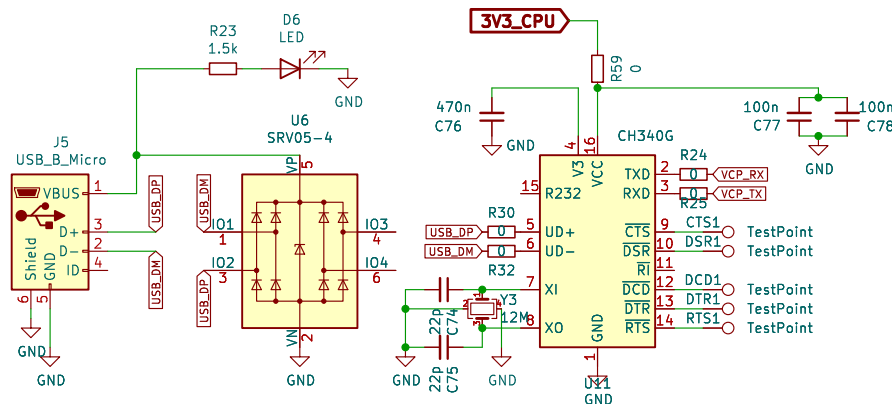 3V3_CPU
R23
1.5k
D6
LED
GND
R59
0
470n
C76
GND
100n
C77
100n
C78
GND
J5
USB_B_Micro
VBUS
1
D+
3
D-
2
ID
4
Shield
GND
6
5
GND
GND
USB_DP
USB_DM
U6
SRV05-4
VP
5
USB_DM
IO1
1
IO2
3
USB_DP
IO3
4
IO4
6
VN
2
GND
CH340G
4
V3
16
VCC
15
R232
TXD
2
R24
0
VCP_RX
RXD
3
0
R25
VCP_TX
USB_DP
R30
0
5
UD+
USB_DM
0
R32
6
UD-
CTS
9
CTS1
TestPoint
DSR
10
DSR1
TestPoint
RI
11
DCD
12
DCD1
TestPoint
DTR
13
DTR1
TestPoint
RTS
14
RTS1
TestPoint
7
XI
8
XO
22p
C74
22p
C75
1
2
3
4
Y3
12M
GND
GND
GND
1
U11
GND